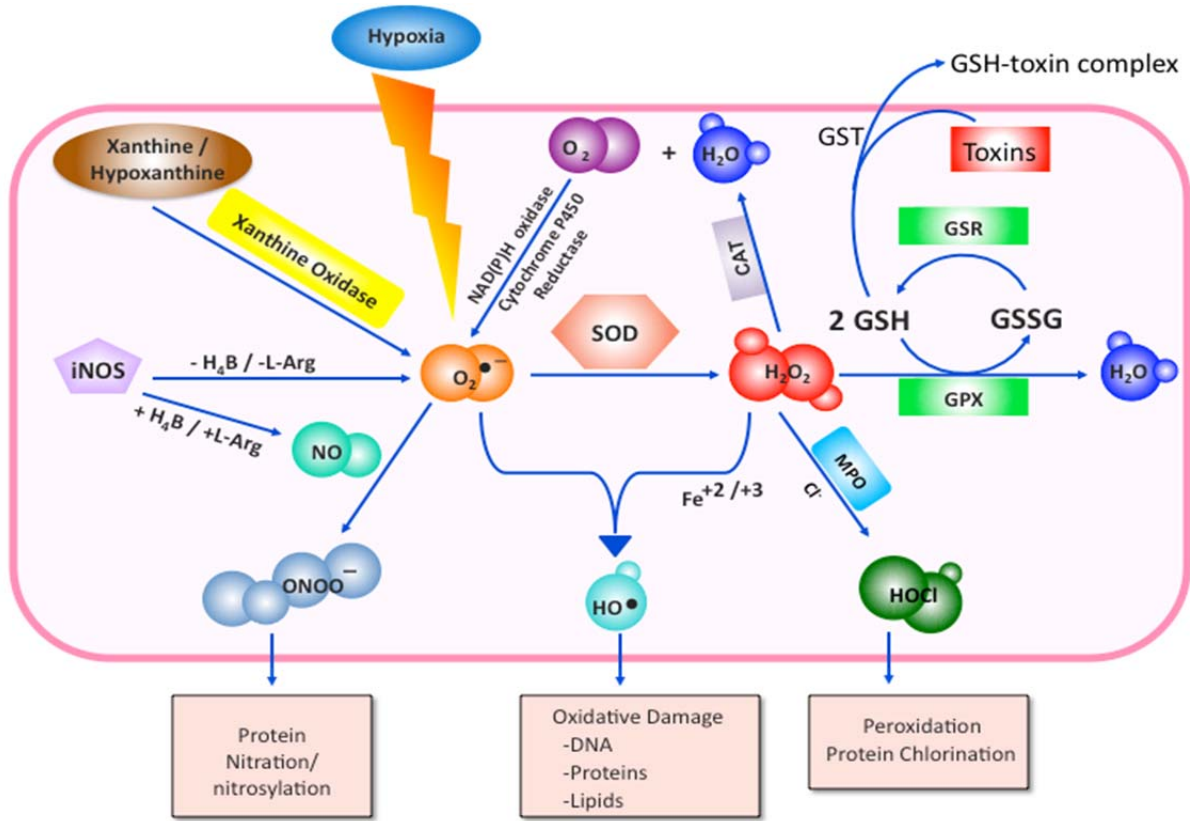 Hypoxia
GSH-toxin complex
Xanthine /
Hypoxanthine
O₂
+
H₂O
GST
Toxins
Xanthine Oxidase
NAD(P)H oxidase
Cytochrome P450
Reductase
CAT
GSR
2 GSH
GSSG
SOD
iNOS
- H₄B / -L-Arg
O₂•−
H₂O₂
H₂O
GPX
+ H₄B / +L-Arg
NO
MPO
Cl-
Fe+2 /+3
ONOO−
HO•
HOCl
Protein
Nitration/
nitrosylation
Oxidative Damage
-DNA
-Proteins
-Lipids
Peroxidation
Protein Chlorination